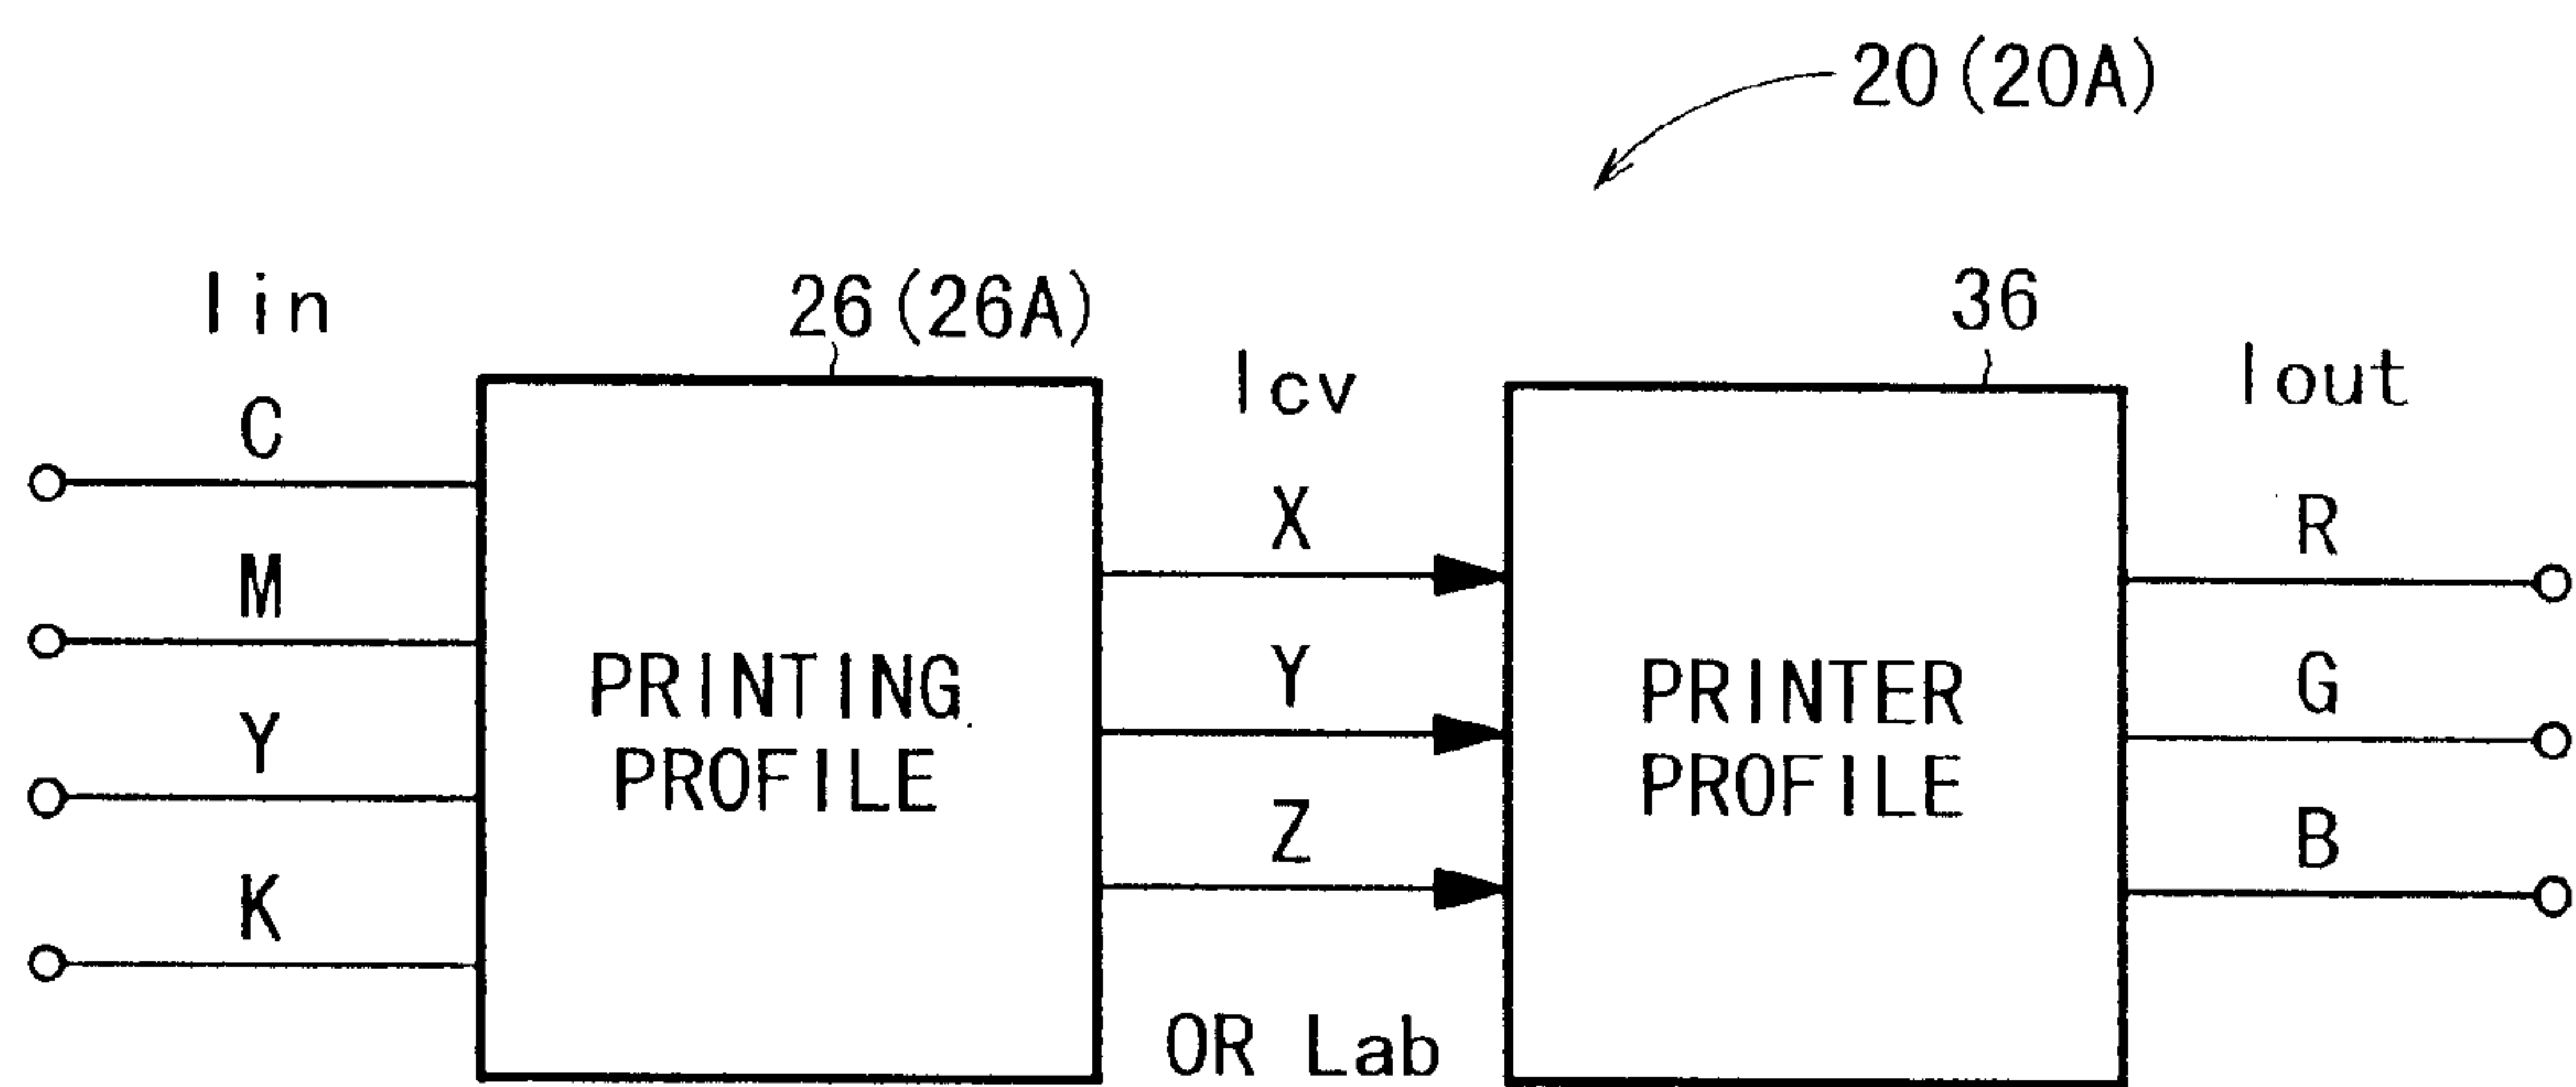 20(20A)
Iin
26(26A)
Icv
36
Iout
C
M
Y
K
PRINTING
PROFILE
X
Y
Z
OR Lab
PRINTER
PROFILE
R
G
B